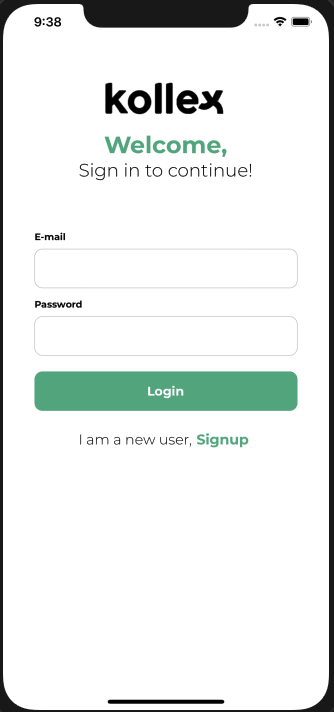 9:38
kollex
Welcome,
Sign in to continue!
E-mail
Password
Login
I am a new user, Signup